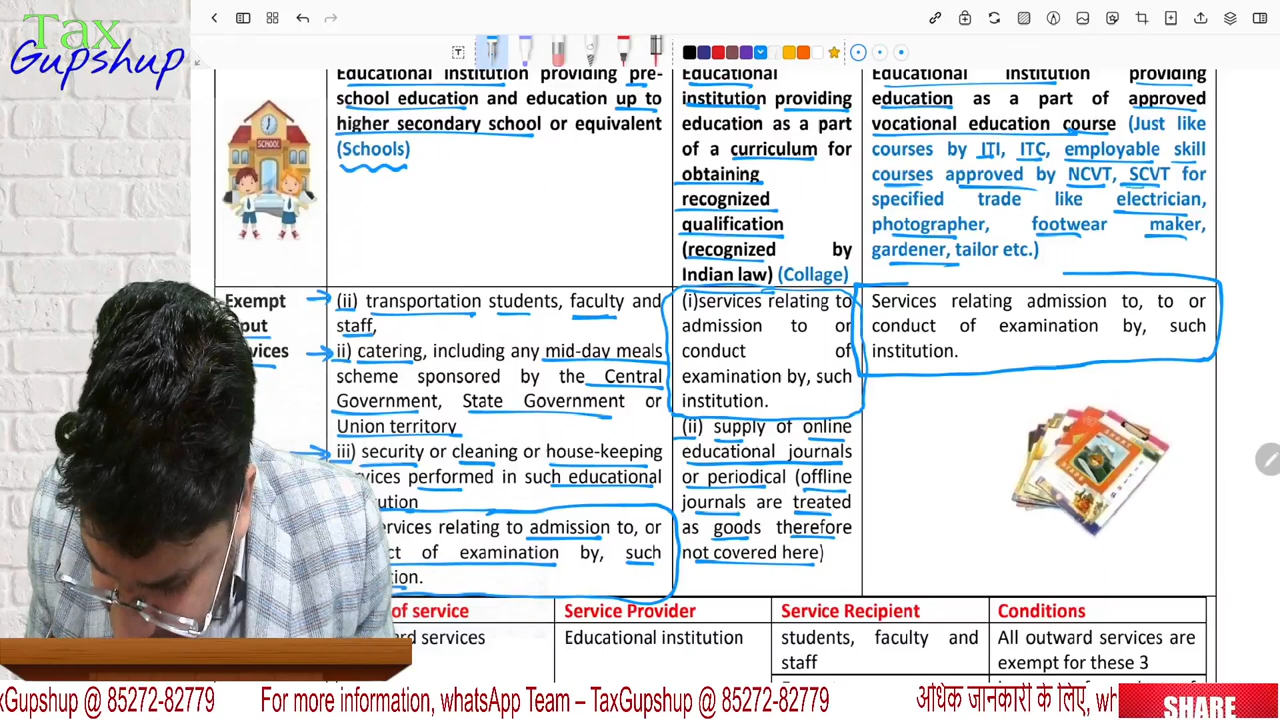 Tax
Gupshup
Educational institution providing pre-
school education and education up to
higher secondary school or equivalent
(Schools)
Educational
institution providing
education as a part
of a curriculum for
obtaining
recognized
qualification
(recognized by
Indian law) (Collage)
Educational institution providing
education as a part of approved
vocational education course (Just like
courses by ITI, ITC, employable skill
courses approved by NCVT, SCVT for
specified trade like electrician,
photographer, footwear maker,
gardener, tailor etc.)
SCHOOL
Exempt
(ii) transportation students, faculty and
staff,
ii) catering, including any mid-day meals
scheme sponsored by the Central
Government, State Government or
Union territory
iii) security or cleaning or house-keeping
performed in such educational
services relating to admission to, or
of examination by, such
(i)services relating to
admission to or
conduct of
examination by, such
institution.
(ii) supply of online
educational journals
or periodical (offline
journals are treated
as goods therefore
not covered here)
Services relating admission to, to or
conduct of examination by, such
institution.
of service
Service Provider
Service Recipient
Conditions
services
Educational institution
students, faculty and
staff
All outward services are
exempt for these 3
xGupshup @ 85272-82779 For more information, whatsApp Team – TaxGupshup @ 85272-82779 अधिक जानकारी के लिए, wh
SHARE